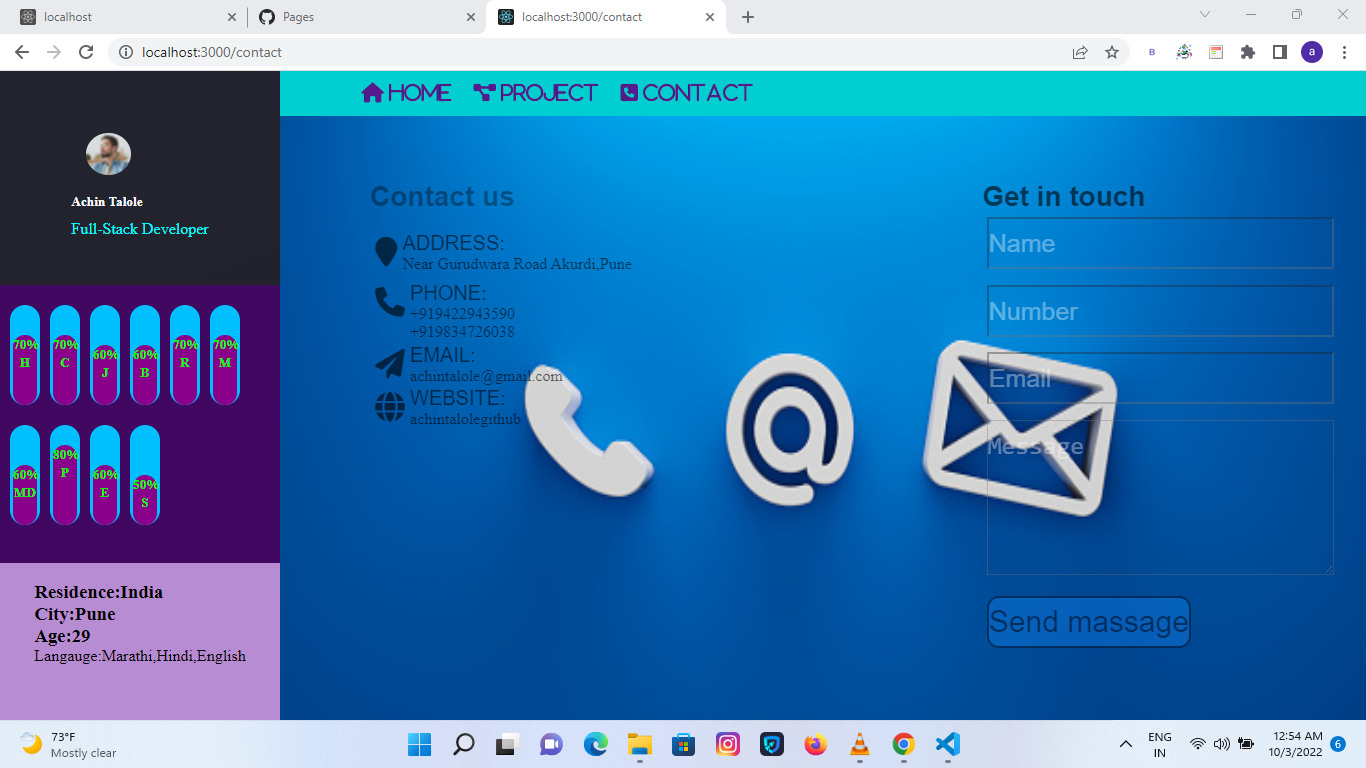 localhost
Pages
localhost:3000/contact
localhost:3000/contact
B
a
HOME PROJECT CONTACT
Achin Talole
Full-Stack Developer
70% 70% 60% 60% 70% 70%
H C J B R M
60% 80% 60% 50%
MD P E S
Residence:India
City:Pune
Age:29
Langauge:Marathi,Hindi,English
Contact us
ADDRESS:
Near Gurudwara Road Akurdi,Pune
PHONE:
+919422943590
+919834726038
EMAIL:
achintalole@gmail.com
WEBSITE:
achintalolegithub
@
Get in touch
Name
Number
Email
Message
Send massage
73°F
Mostly clear
ENG
IN
12:54 AM
10/3/2022
6